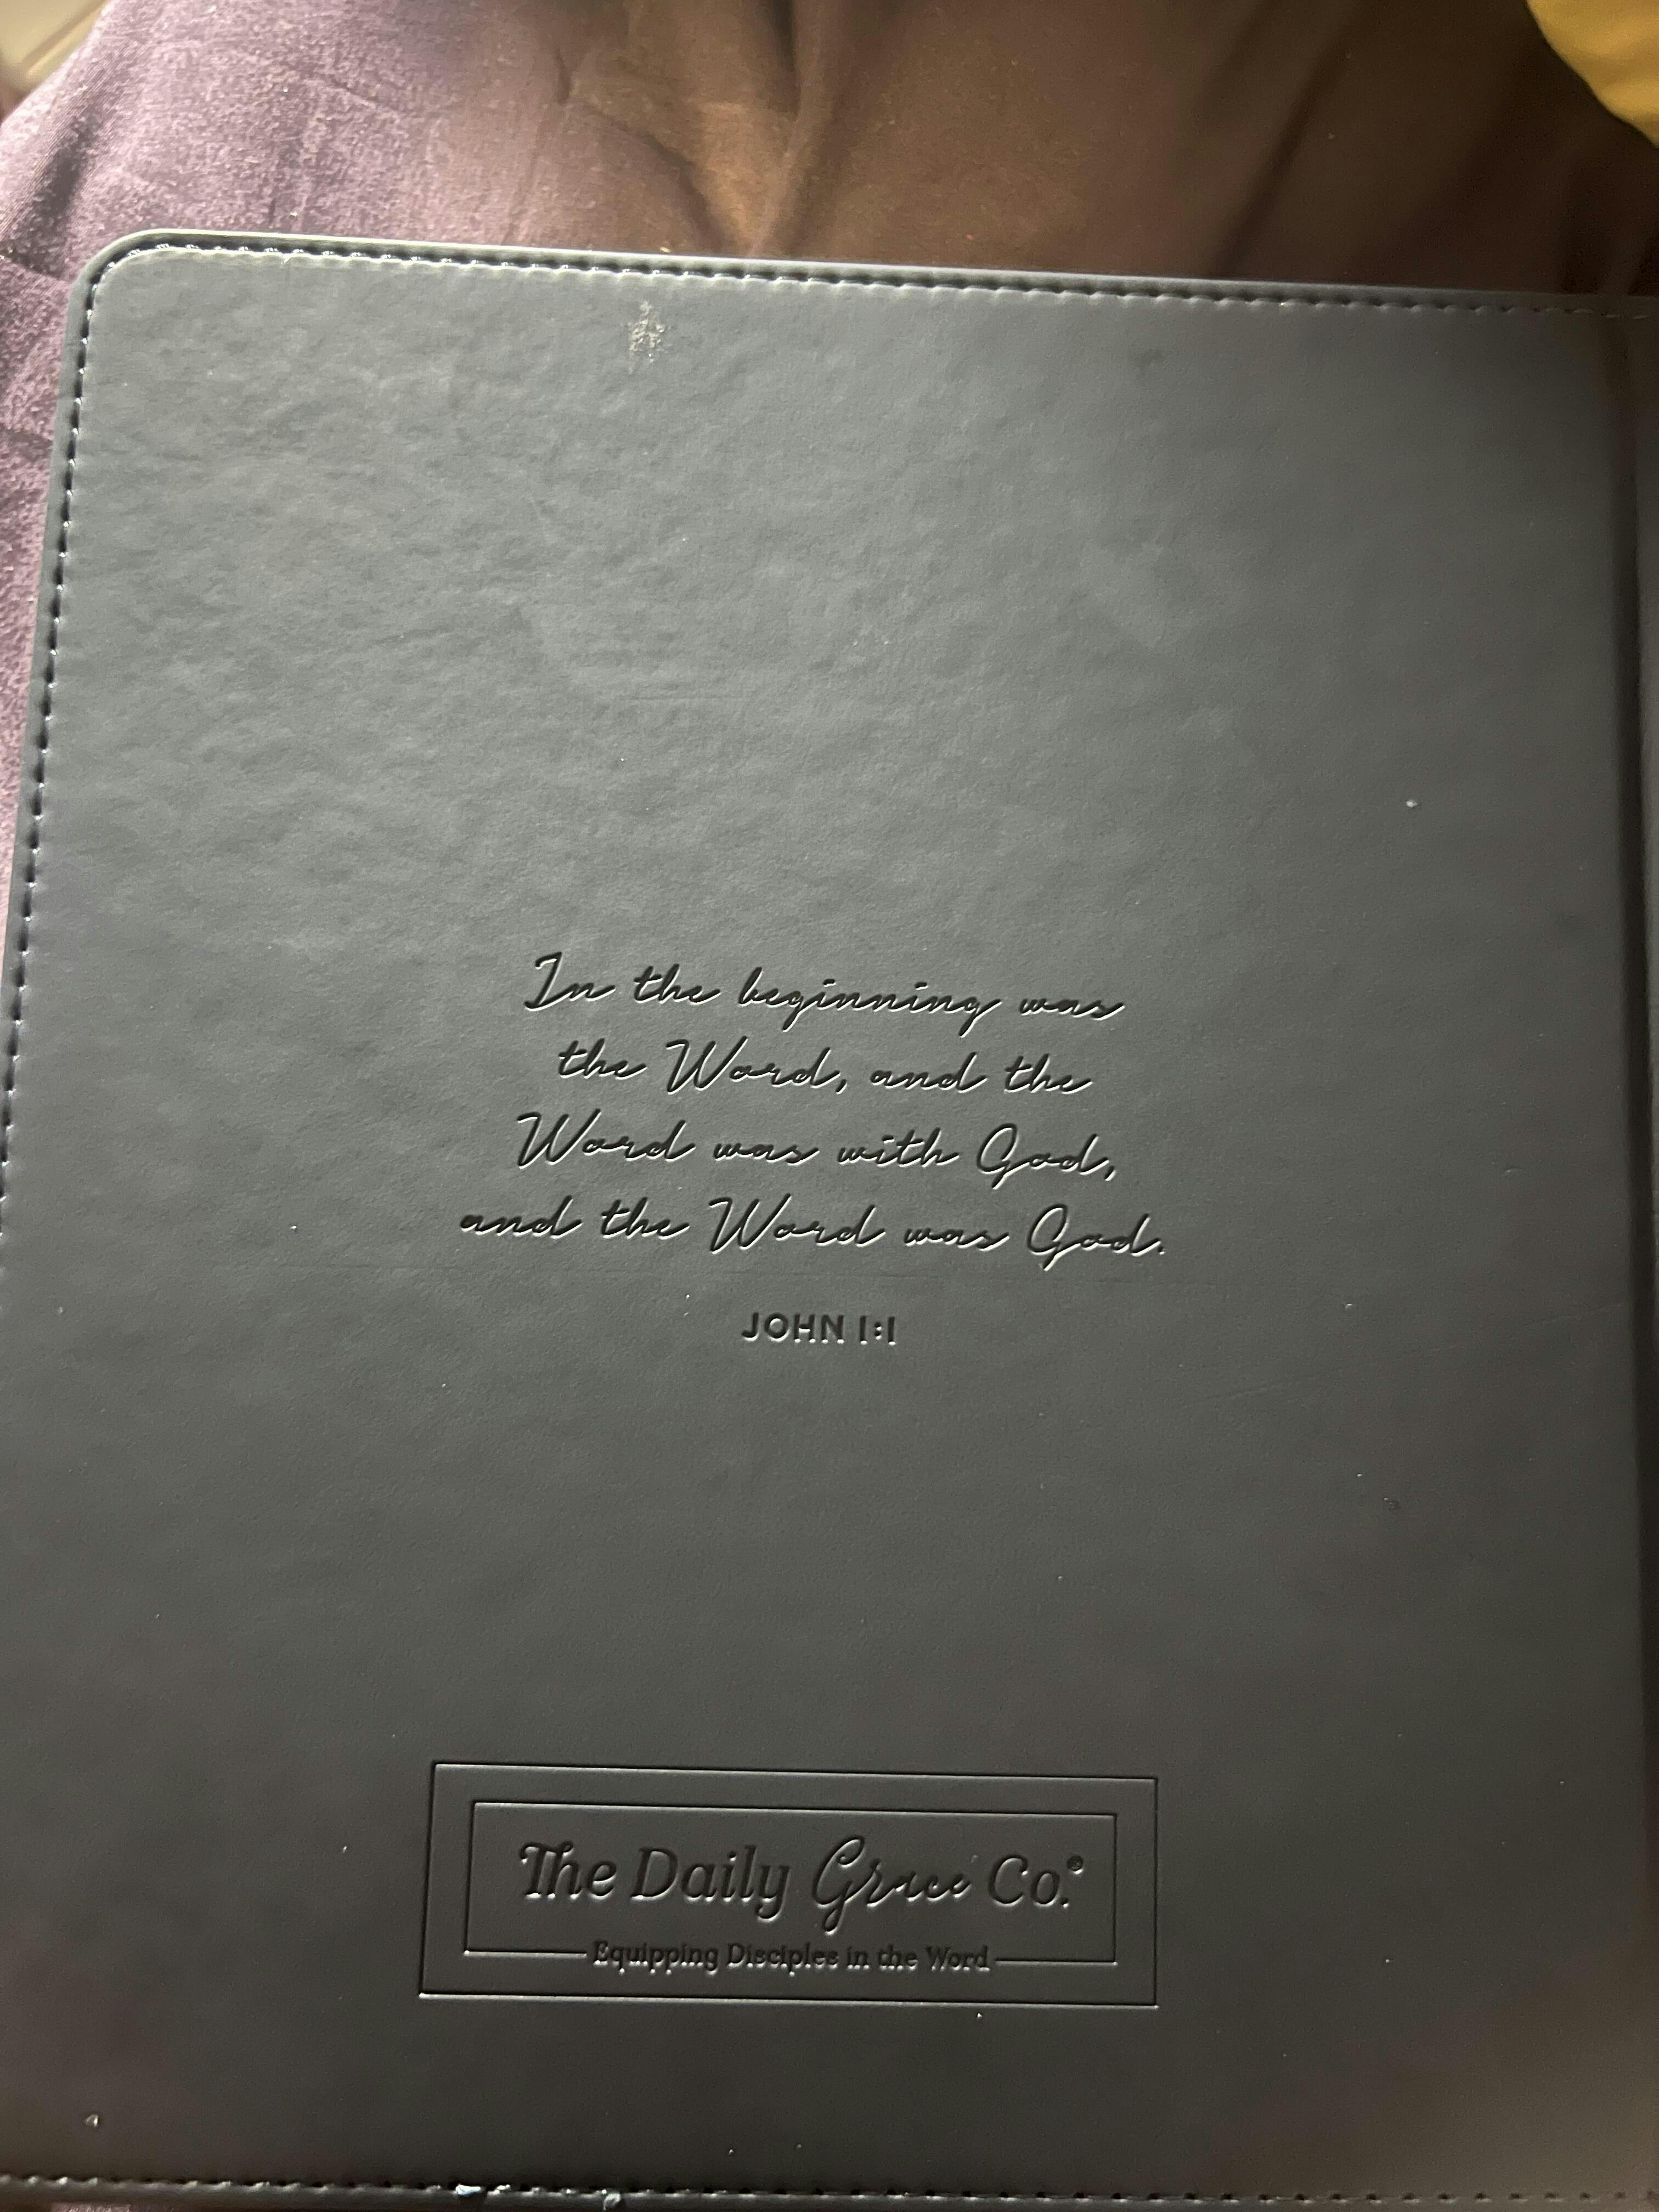 In the beginning was
the Word, and the
Word was with God,
and the Word was God.
JOHN 1:1
The Daily Grace Co.®
Equipping Disciples in the Word